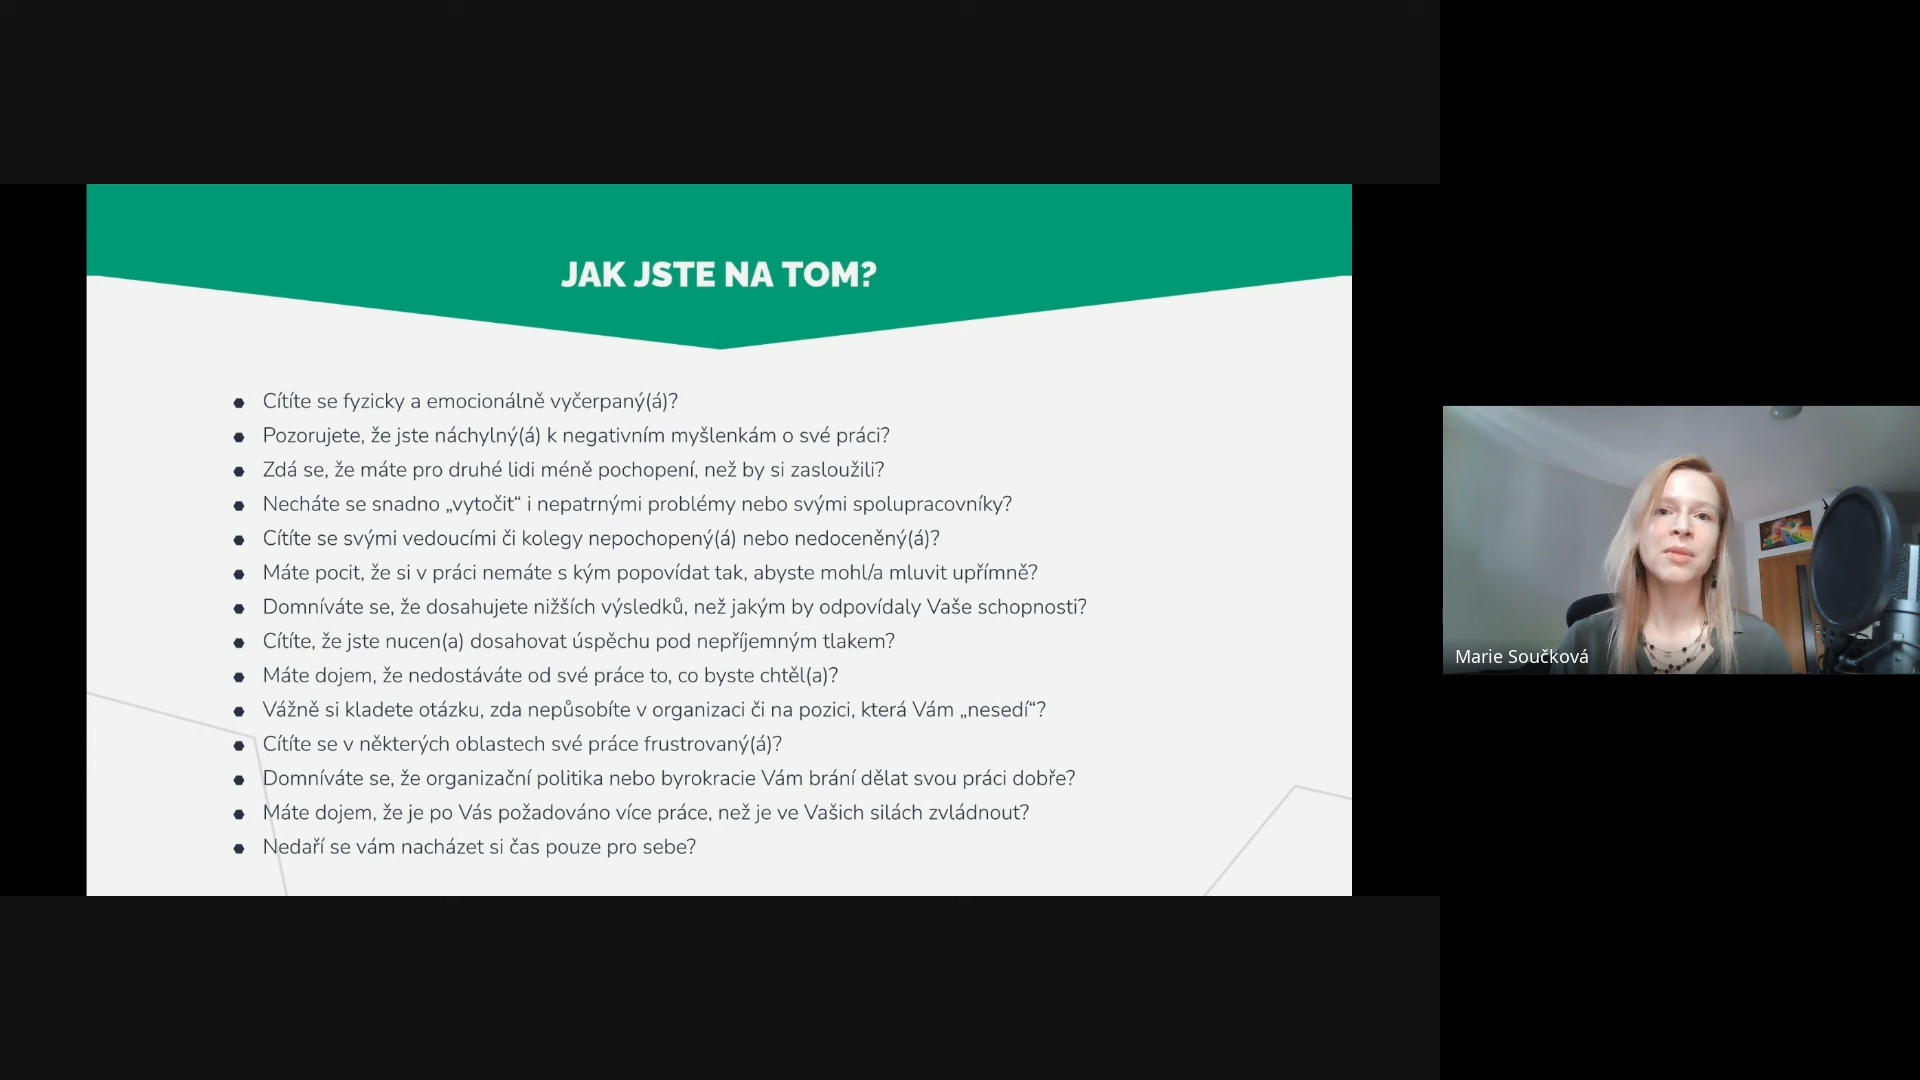 JAK JSTE NA TOM?
Cítíte se fyzicky a emocionálně vyčerpaný(á)?
Pozorujete, že jste náchylný(á) k negativním myšlenkám o své práci?
Zdá se, že máte pro druhé lidi méně pochopení, než by si zasloužili?
Necháte se snadno „vytočit“ i nepatrnými problémy nebo svými spolupracovníky?
Cítíte se svými vedoucími či kolegy nepochopený(á) nebo nedoceněný(á)?
Máte pocit, že si v práci nemáte s kým popovídat tak, abyste mohl/a mluvit upřímně?
Domníváte se, že dosahujete nižších výsledků, než jakým by odpovídaly Vaše schopnosti?
Cítíte, že jste nucen(a) dosahovat úspěchu pod nepříjemným tlakem?
Máte dojem, že nedostáváte od své práce to, co byste chtěl(a)?
Vážně si kladete otázku, zda nepůsobíte v organizaci či na pozici, která Vám „nesedí“?
Cítíte se v některých oblastech své práce frustrovaný(á)?
Domníváte se, že organizační politika nebo byrokracie Vám brání dělat svou práci dobře?
Máte dojem, že je po Vás požadováno více práce, než je ve Vašich silách zvládnout?
Nedaří se vám nacházet si čas pouze pro sebe?
Marie Součková